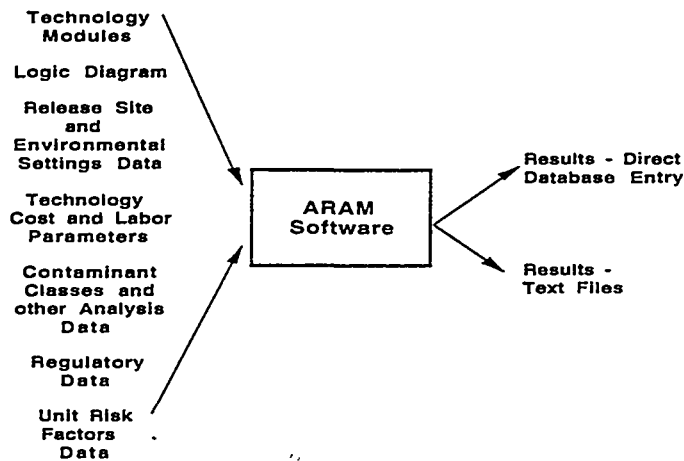 Technology
Modules
Logic Diagram
Release Site
and
Environmental
Settings Data
Technology
Cost and Labor
Parameters
Contaminant
Classes and
other Analysis
Data
Regulatory
Data
Unit Risk
Factors
Data
ARAM
Software
Results - Direct
Database Entry
Results -
Text Files